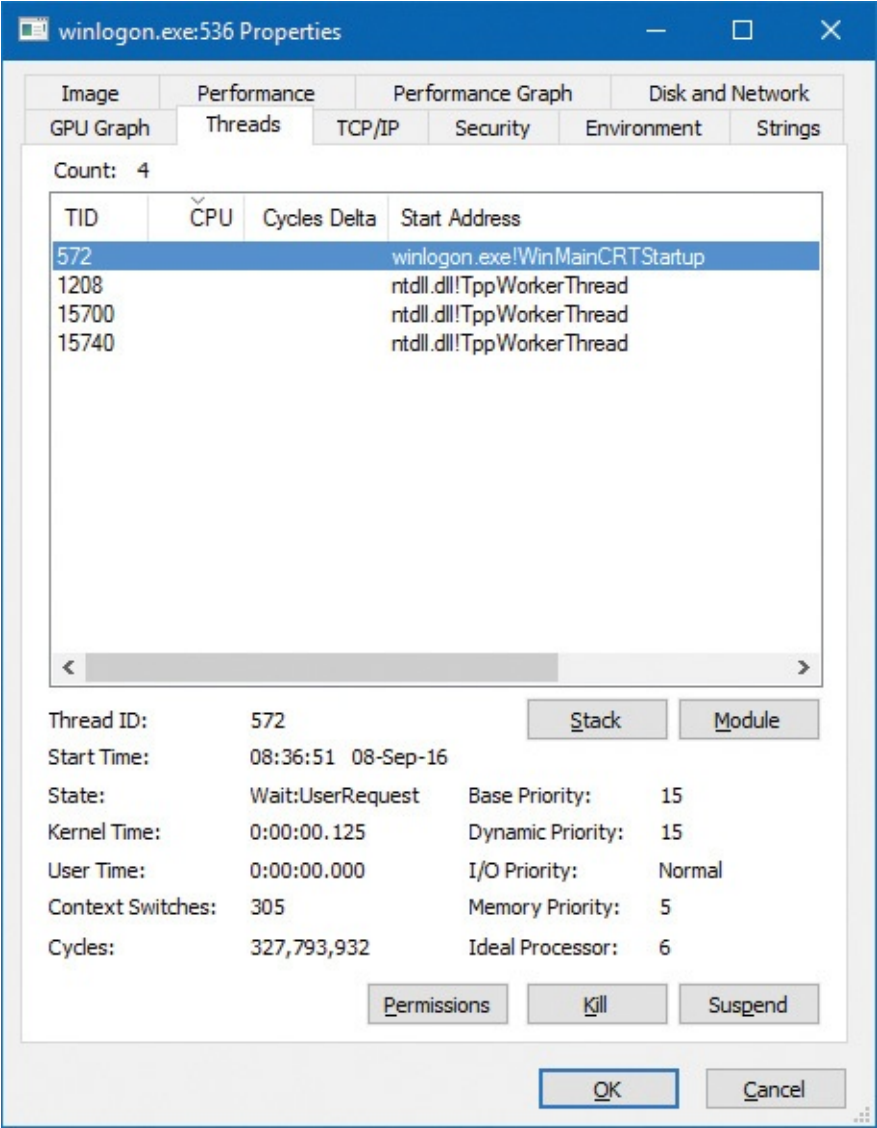 winlogon.exe:536 Properties
Image Performance Performance Graph Disk and Network
GPU Graph Threads TCP/IP Security Environment Strings
Count: 4
TID CPU Cycles Delta Start Address
572 winlogon.exe!WinMainCRTStartup
1208 ntdll.dll!TppWorkerThread
15700 ntdll.dll!TppWorkerThread
15740 ntdll.dll!TppWorkerThread
Thread ID: 572 Stack Module
Start Time: 08:36:51 08-Sep-16
State: Wait:UserRequest Base Priority: 15
Kernel Time: 0:00:00.125 Dynamic Priority: 15
User Time: 0:00:00.000 I/O Priority: Normal
Context Switches: 305 Memory Priority: 5
Cycles: 327,793,932 Ideal Processor: 6
Permissions Kill Suspend
OK Cancel